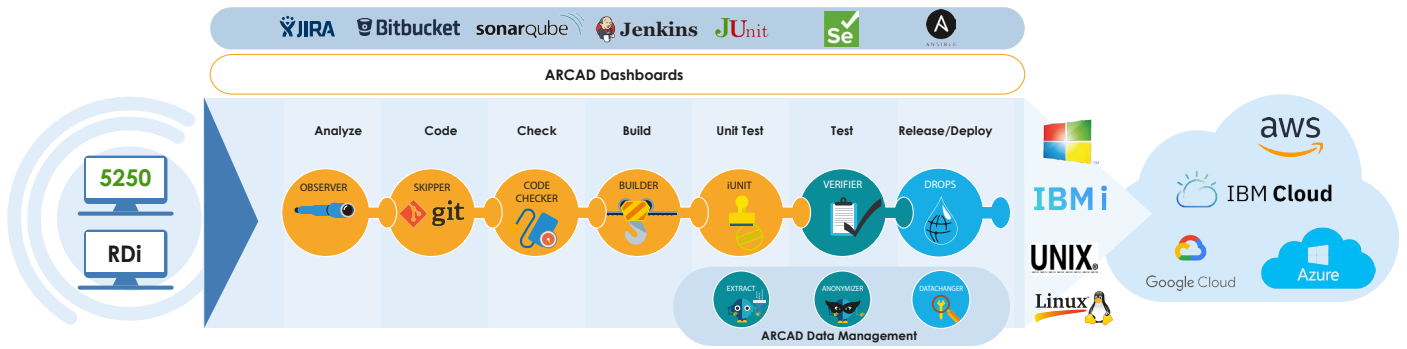 JIRA
Bitbucket
sonarqube
Jenkins
JUnit
Se
A
ANSIBLE
ARCAD Dashboards
Analyze
Code
Check
Build
Unit Test
Test
Release/Deploy
5250
RDi
OBSERVER
SKIPPER
git
CODE
CHECKER
BUILDER
iUNIT
VERIFIER
DROPS
EXTRACT
ANONYMIZER
DATACHANGER
ARCAD Data Management
TM
IBM i
UNIX®
Linux
aws
IBM Cloud
Google Cloud
Azure